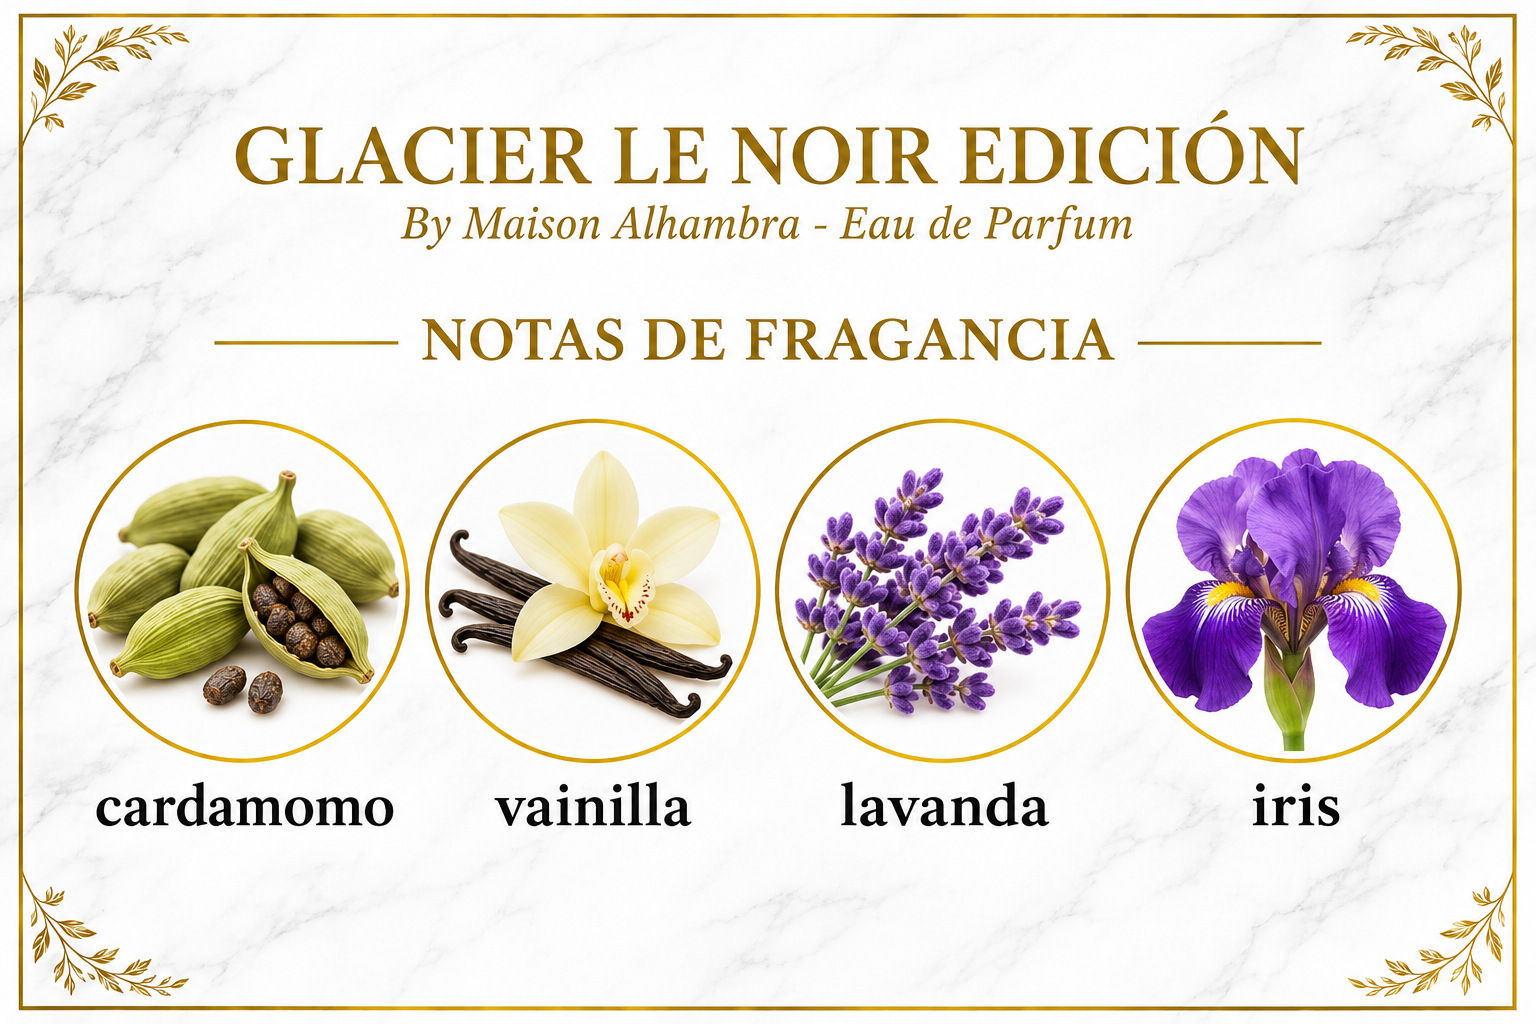 GLACIER LE NOIR EDICIÓN
By Maison Alhambra - Eau de Parfum
NOTAS DE FRAGANCIA
cardamomo
vainilla
lavanda
iris